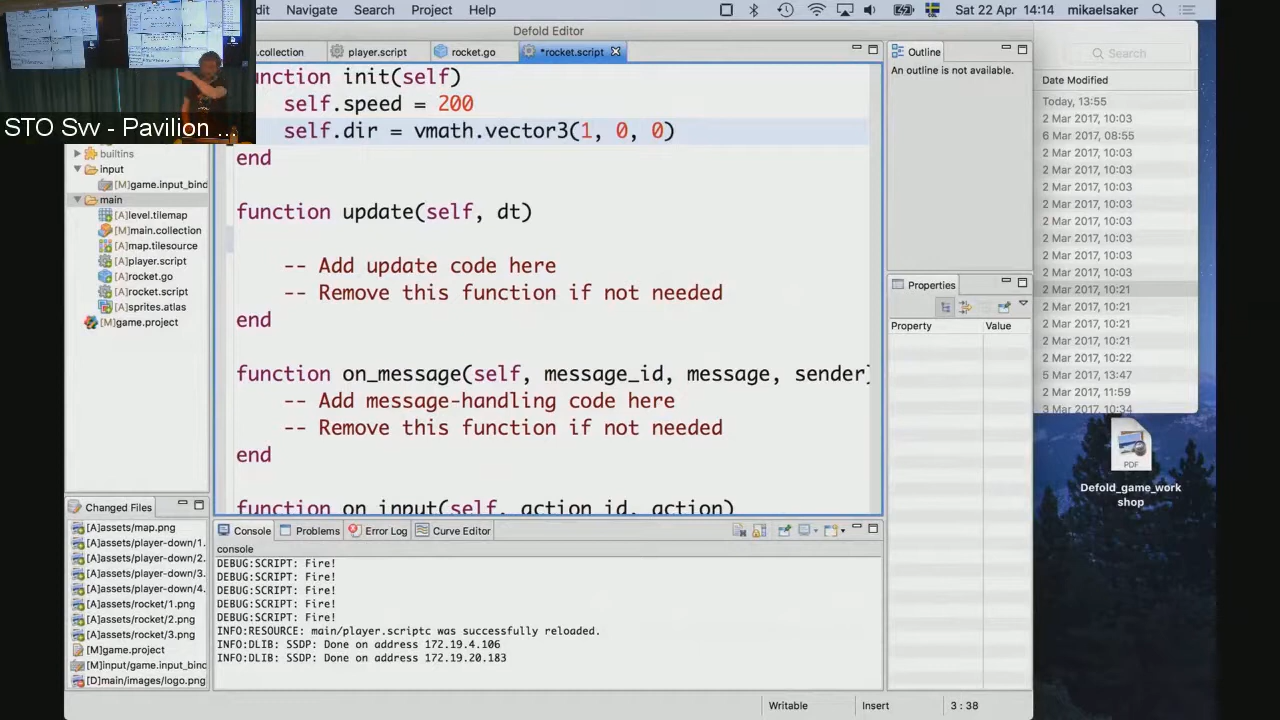 Edit Navigate Search Project Help
Sat 22 Apr 14:14 mikaelsaker
Defold Editor
STO Svv - Pavilion ...
.collection
player.script
rocket.go
*rocket.script
function init(self)
self.speed = 200
self.dir = vmath.vector3(1, 0, 0)
end
function update(self, dt)
-- Add update code here
-- Remove this function if not needed
end
function on_message(self, message_id, message, sender)
-- Add message-handling code here
-- Remove this function if not needed
end
function on_input(self, action_id, action)
builtins
input
[M]game.input_bind
main
[A]level.tilemap
[A]main.collection
[A]map.tilesource
[A]player.script
[A]rocket.go
[A]rocket.script
[A]sprites.atlas
[M]game.project
Changed Files
[A]assets/map.png
[A]assets/player-down/1.
[A]assets/player-down/2.
[A]assets/player-down/3.
[A]assets/player-down/4.
[A]assets/rocket/1.png
[A]assets/rocket/2.png
[A]assets/rocket/3.png
[M]game.project
[M]input/game.input_bind
[D]main/images/logo.png
Console
Problems
Error Log
Curve Editor
console
DEBUG:SCRIPT: Fire!
DEBUG:SCRIPT: Fire!
DEBUG:SCRIPT: Fire!
DEBUG:SCRIPT: Fire!
DEBUG:SCRIPT: Fire!
INFO:RESOURCE: main/player.scriptc was successfully reloaded.
INFO:DLIB: SSDP: Done on address 172.19.4.106
INFO:DLIB: SSDP: Done on address 172.19.20.183
Writable
Insert
3 : 38
Outline
An outline is not available.
Properties
Property
Value
Search
Date Modified
Today, 13:55
2 Mar 2017, 10:03
6 Mar 2017, 08:55
2 Mar 2017, 10:03
2 Mar 2017, 10:03
2 Mar 2017, 10:03
2 Mar 2017, 10:03
2 Mar 2017, 10:03
2 Mar 2017, 10:03
2 Mar 2017, 10:03
2 Mar 2017, 10:03
2 Mar 2017, 10:21
2 Mar 2017, 10:21
2 Mar 2017, 10:21
2 Mar 2017, 10:21
2 Mar 2017, 10:22
5 Mar 2017, 13:47
2 Mar 2017, 11:59
3 Mar 2017, 10:34
PDF
Defold_game_work
shop